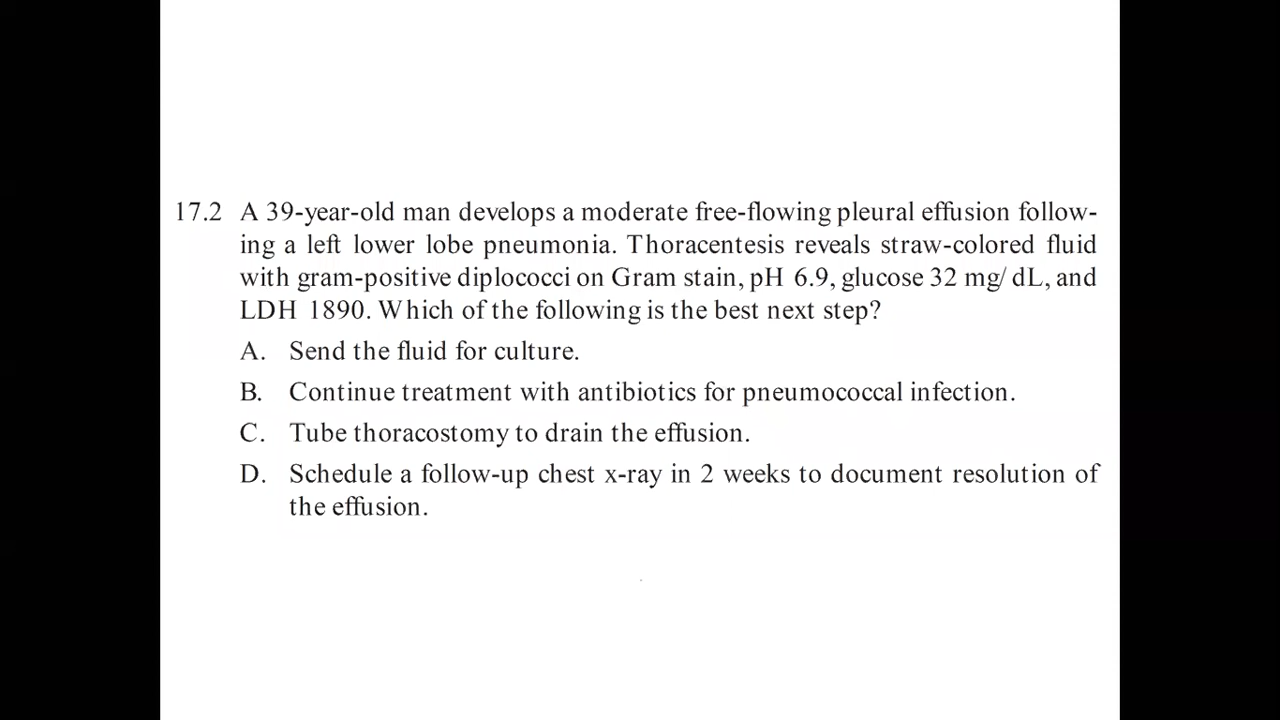 17.2 A 39-year-old man develops a moderate free-flowing pleural effusion follow-
ing a left lower lobe pneumonia. Thoracentesis reveals straw-colored fluid
with gram-positive diplococci on Gram stain, pH 6.9, glucose 32 mg/dL, and
LDH 1890. Which of the following is the best next step?
A. Send the fluid for culture.
B. Continue treatment with antibiotics for pneumococcal infection.
C. Tube thoracostomy to drain the effusion.
D. Schedule a follow-up chest x-ray in 2 weeks to document resolution of
the effusion.